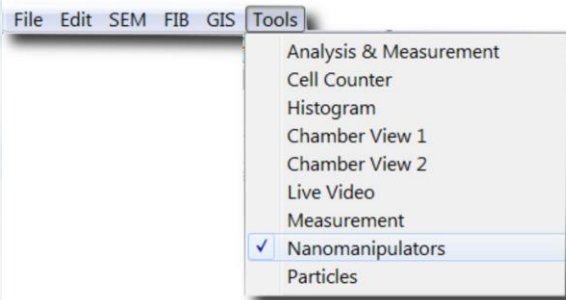 File Edit SEM FIB GIS Tools
Analysis & Measurement
Cell Counter
Histogram
Chamber View 1
Chamber View 2
Live Video
Measurement
Nanomanipulators
Particles